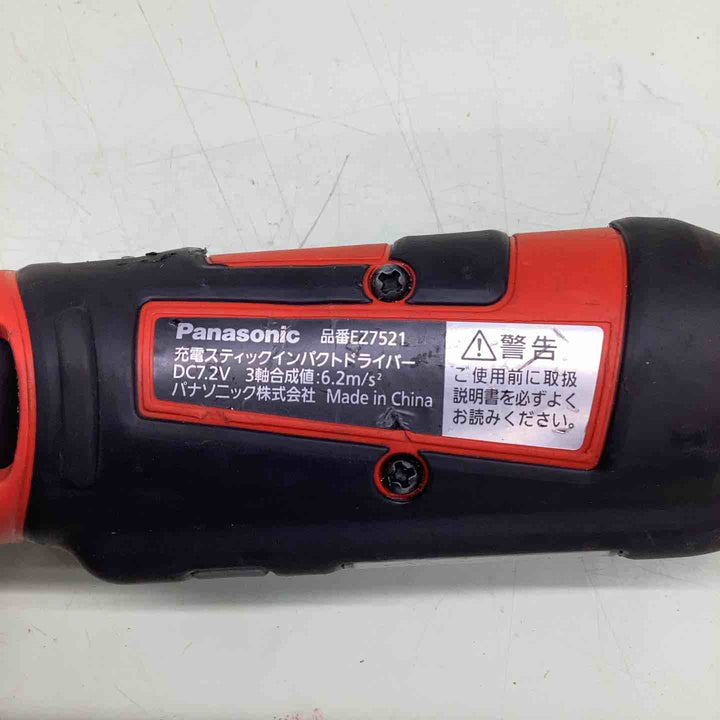 Panasonic 品番EZ7521
充電スティックインパクトドライバー
DC7.2V 3軸合成値:6.2m/s²
パナソニック株式会社 Made in China
⚠警告
ご使用前に取扱
説明書を必ずよく
お読みください。